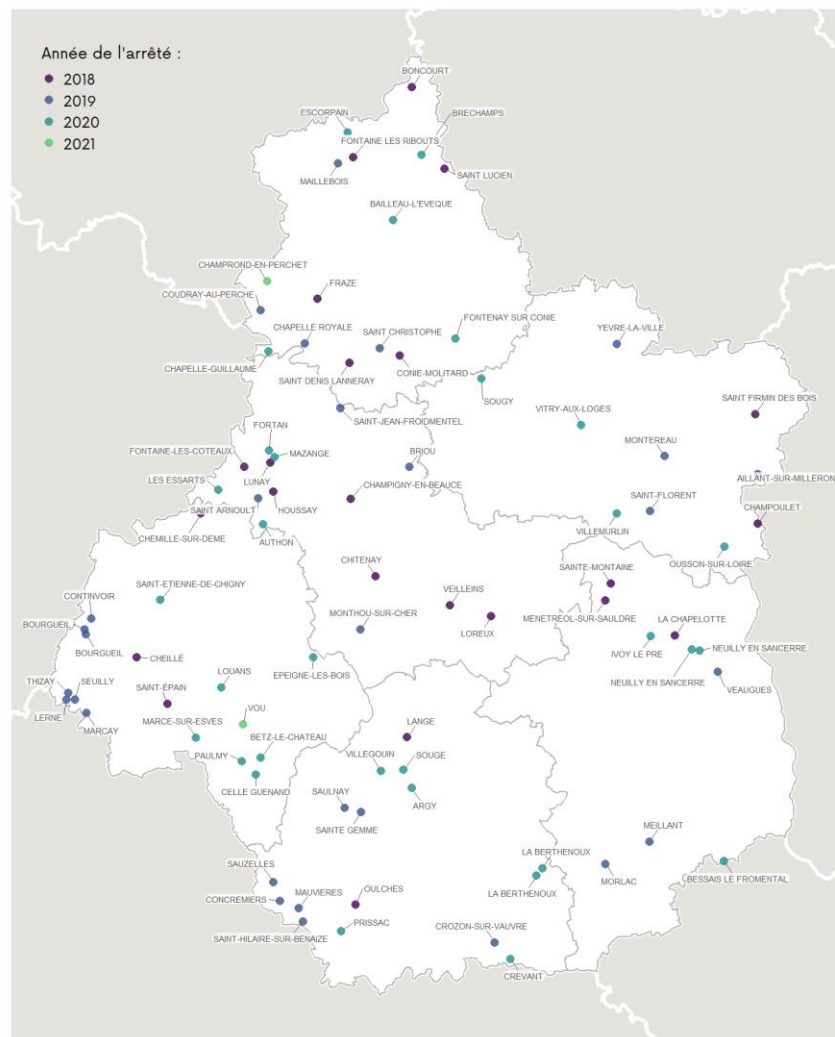 Année de l'arrêté :
2018
2019
2020
2021
BONCOURT
ESCORPAIN
BRECHAMPS
FONTAINE LES RIBOUTS
MAILLEBOIS
SAINT LUCIEN
BAILLEAU-L'EVEQUE
CHAMPROND-EN-PERCHET
FRAZE
COUDRAY-AU-PERCHE
CHAPELLE ROYALE
SAINT CHRISTOPHE
FONTENAY SUR CONIE
YEVRE-LA-VILLE
CHAPELLE-GUILLAUME
SAINT DENIS LANNERAY
CONIE-MOLITARD
SOUGY
SAINT FIRMIN DES BOIS
VITRY-AUX-LOGES
SAINT-JEAN-FROIDMENTEL
FORTAN
FONTAINE-LES-COTEAUX
MAZANGE
BRIOU
MONTEREAU
LES ESSARTS
LUNAY
AILLANT-SUR-MILLERON
CHAMPIGNY-EN-BEAUCE
SAINT-FLORENT
SAINT ARNOULT
HOUSSAY
CHAMPOULET
CHEMILLE-SUR-DEME
VILLEMURLIN
AUTHON
OUSSON-SUR-LOIRE
CHITENAY
SAINTE-MONTAINE
SAINT-ETIENNE-DE-CHIGNY
VEILLEINS
CONTINVOIR
MONTHOU-SUR-CHER
LOREUX
MENETREOL-SUR-SAULDRE
LA CHAPELOTTE
BOURGUEIL
BOURGUEIL
CHEILLÉ
IVOY LE PRE
NEUILLY EN SANCERRE
LOUANS
EPEIGNE-LES-BOIS
THIZAY
SEUILLY
NEUILLY EN SANCERRE
SAINT-ÉPAIN
VEAUGUES
LERNE
VOU
MARCAY
MARCE-SUR-ESVES
LANGE
BETZ-LE-CHATEAU
PAULMY
VILLEGOUIN
SOUGE
CELLE GUENAND
SAULNAY
ARGY
SAINTE GEMME
MEILLANT
LA BERTHENOUX
SAUZELLES
BESSAIS LE FROMENTAL
MORLAC
MAUVIERES
OULCHES
LA BERTHENOUX
CONCREMIERS
PRISSAC
CROZON-SUR-VAUVRE
SAINT-HILAIRE-SUR-BENAIZE
CREVANT